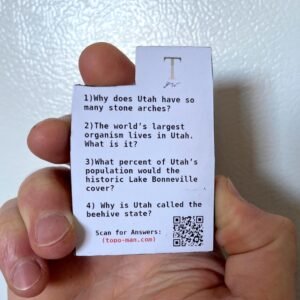 T
1)Why does Utah have so
many stone arches?
2)The world's largest
organism lives in Utah.
What is it?
3)What percent of Utah's
population would the
historic Lake Bonneville
cover?
4) Why is Utah called the
beehive state?
Scan for Answers:
(topo-man.com)